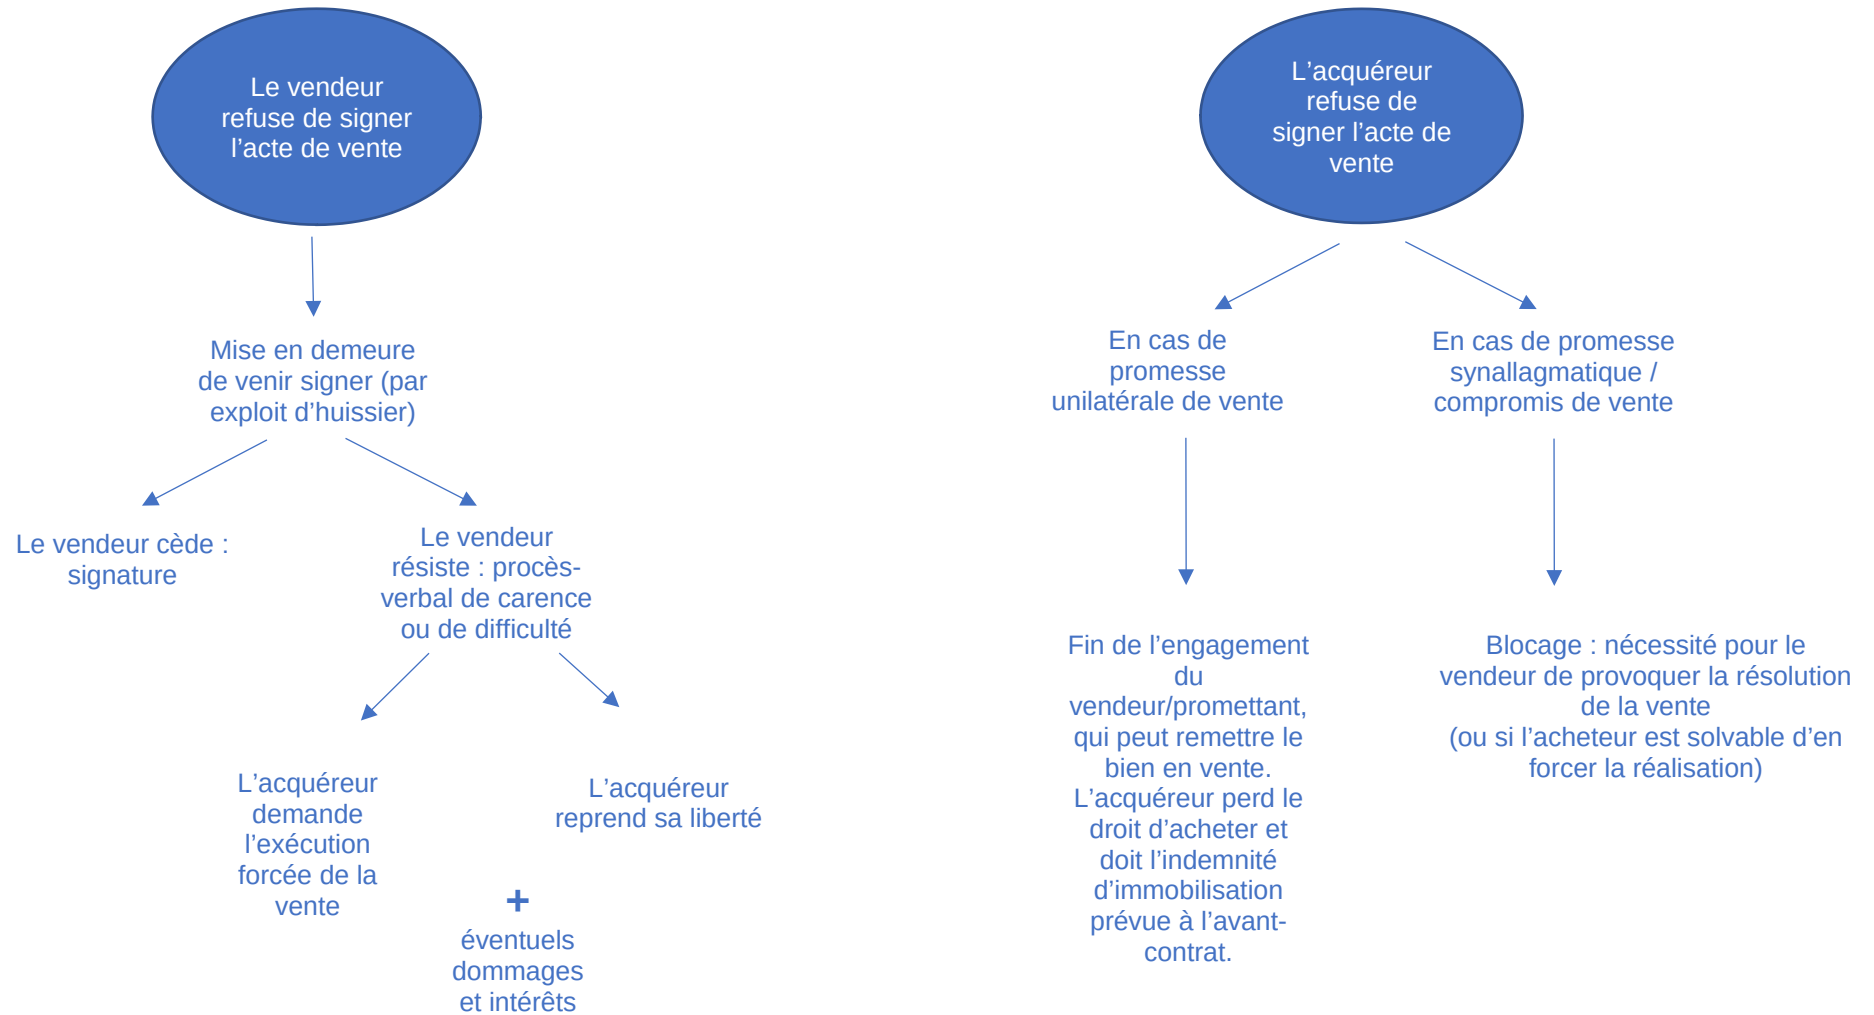 Le vendeur
refuse de signer
l’acte de vente
Mise en demeure
de venir signer (par
exploit d’huissier)
Le vendeur cède :
signature
Le vendeur
résiste : procès-
verbal de carence
ou de difficulté
L’acquéreur
demande
l’exécution
forcée de la
vente
L’acquéreur
reprend sa liberté
+
éventuels
dommages
et intérêts
L’acquéreur
refuse de
signer l’acte de
vente
En cas de
promesse
unilatérale de vente
En cas de promesse
synallagmatique /
compromis de vente
Fin de l’engagement
du
vendeur/promettant,
qui peut remettre le
bien en vente.
L’acquéreur perd le
droit d’acheter et
doit l’indemnité
d’immobilisation
prévue à l’avant-
contrat.
Blocage : nécessité pour le
vendeur de provoquer la résolution
de la vente
(ou si l’acheteur est solvable d’en
forcer la réalisation)